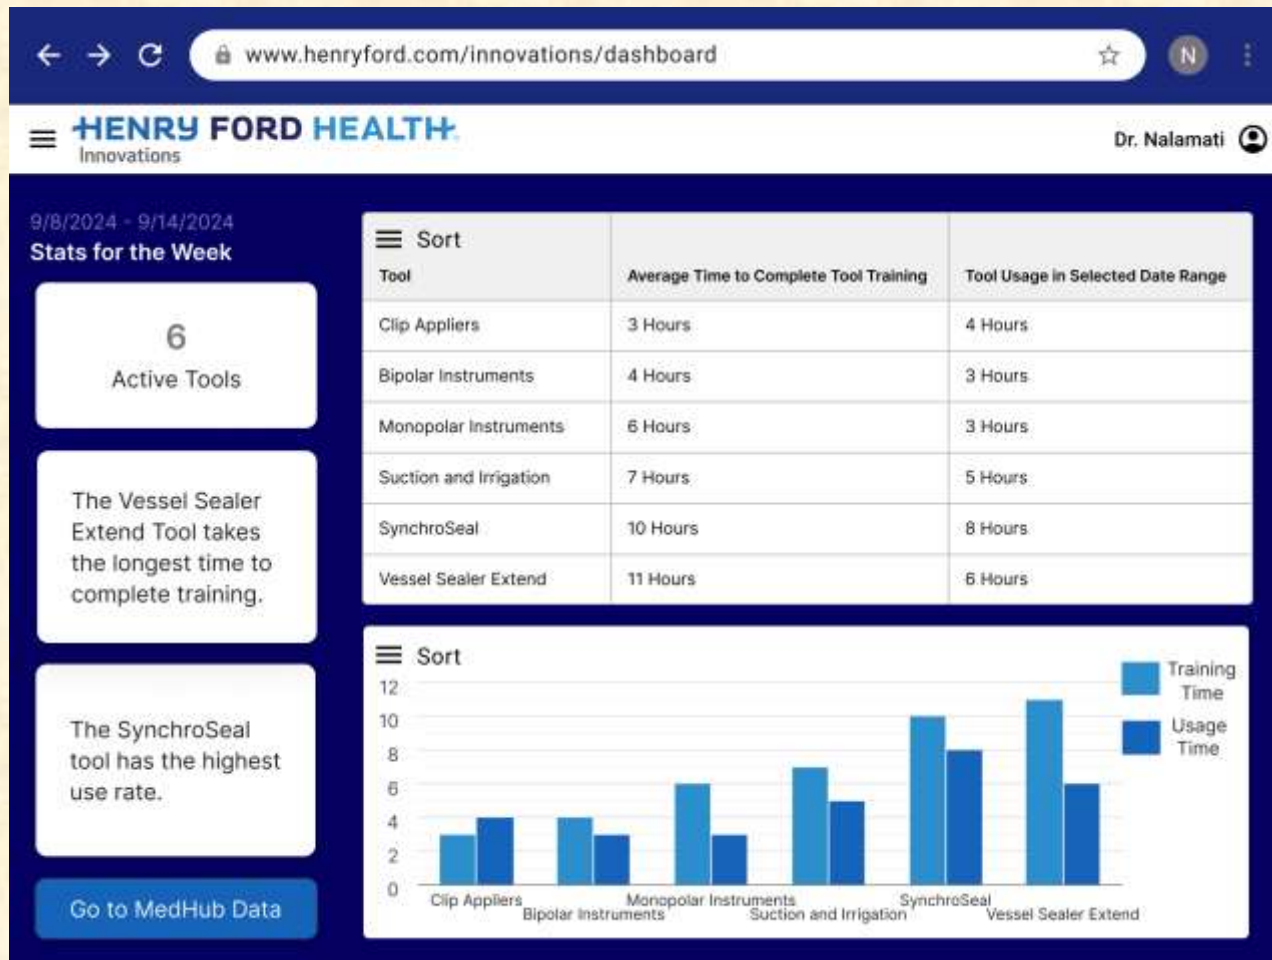 www.henryford.com/innovations/dashboard
N
HENRY FORD HEALTH
Innovations
Dr. Nalamati
9/8/2024 - 9/14/2024
Stats for the Week
6
Active Tools
The Vessel Sealer
Extend Tool takes
the longest time to
complete training.
The SynchroSeal
tool has the highest
use rate.
Go to MedHub Data
Sort
Tool Average Time to Complete Tool Training Tool Usage in Selected Date Range
Clip Appliers 3 Hours 4 Hours
Bipolar Instruments 4 Hours 3 Hours
Monopolar Instruments 6 Hours 3 Hours
Suction and Irrigation 7 Hours 5 Hours
SynchroSeal 10 Hours 8 Hours
Vessel Sealer Extend 11 Hours 6 Hours
Sort
12
10
8
6
4
2
0
Clip Appliers
Bipolar Instruments
Monopolar Instruments
Suction and Irrigation
SynchroSeal
Vessel Sealer Extend
Training
Time
Usage
Time